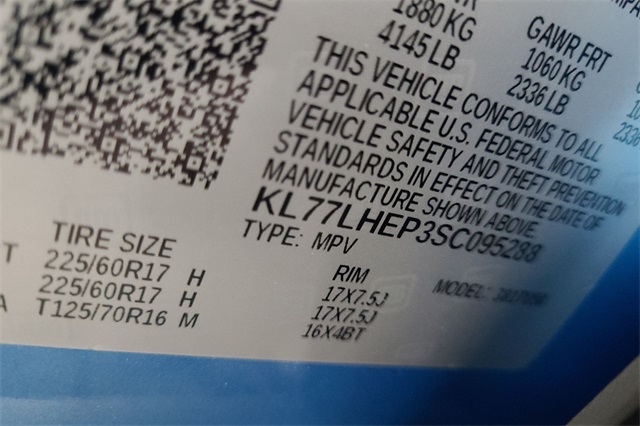 1880 KG
4145 LB
GAWR FRT
1060 KG
2336 LB
THIS VEHICLE CONFORMS TO ALL
APPLICABLE U.S. FEDERAL MOTOR
VEHICLE SAFETY AND THEFT PREVENTION
STANDARDS IN EFFECT ON THE DATE OF
MANUFACTURE SHOWN ABOVE.
KL77LHEP3SC095288
TYPE: MPV
TIRE SIZE RIM MODEL:
T 225/60R17 H 17X7.5J
225/60R17 H 17X7.5J
A T125/70R16 M 16X4BT